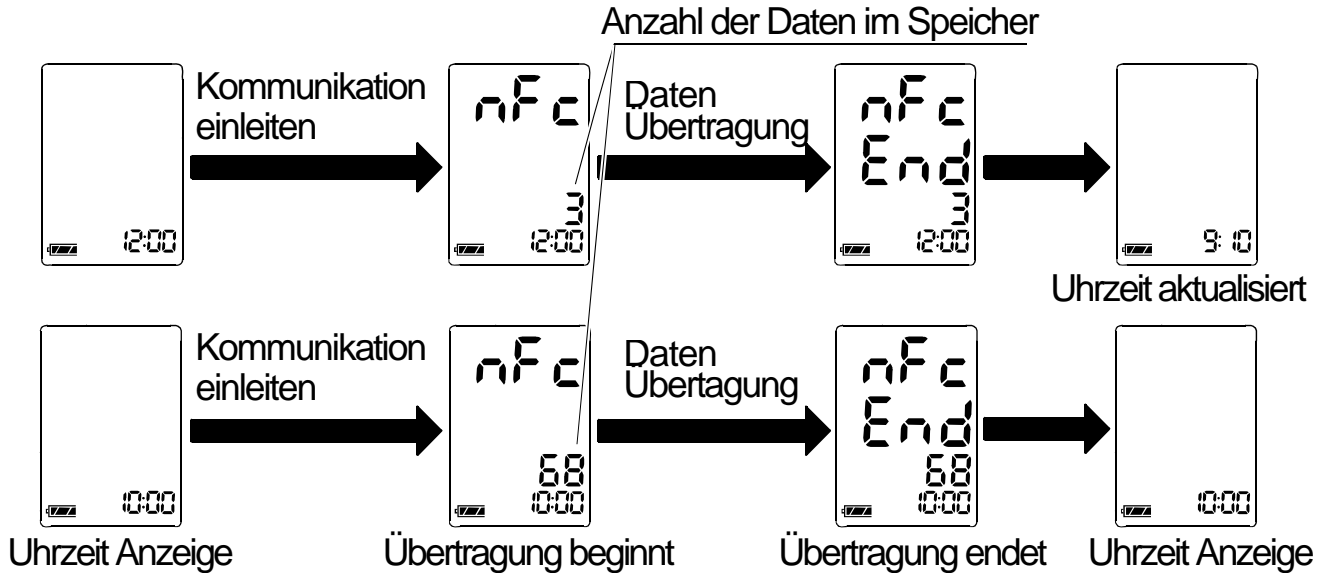 Anzahl der Daten im Speicher
Kommunikation
einleiten
Daten
Übertragung
12:00
nFc
3
12:00
nFc
End
3
12:00
9:10
Uhrzeit aktualisiert
Kommunikation
einleiten
Daten
Übertagung
10:00
nFc
68
10:00
nFc
End
68
10:00
10:00
Uhrzeit Anzeige
Übertragung beginnt
Übertragung endet
Uhrzeit Anzeige